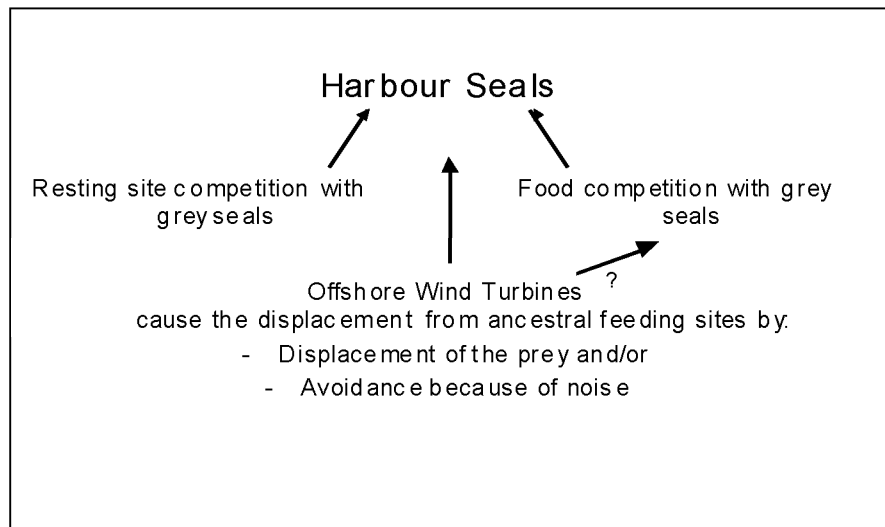 Harbour Seals
Resting site competition with
grey seals
Food competition with grey
seals
?
Offshore Wind Turbines
cause the displacement from ancestral feeding sites by:
- Displacement of the prey and/or
- Avoidance because of noise